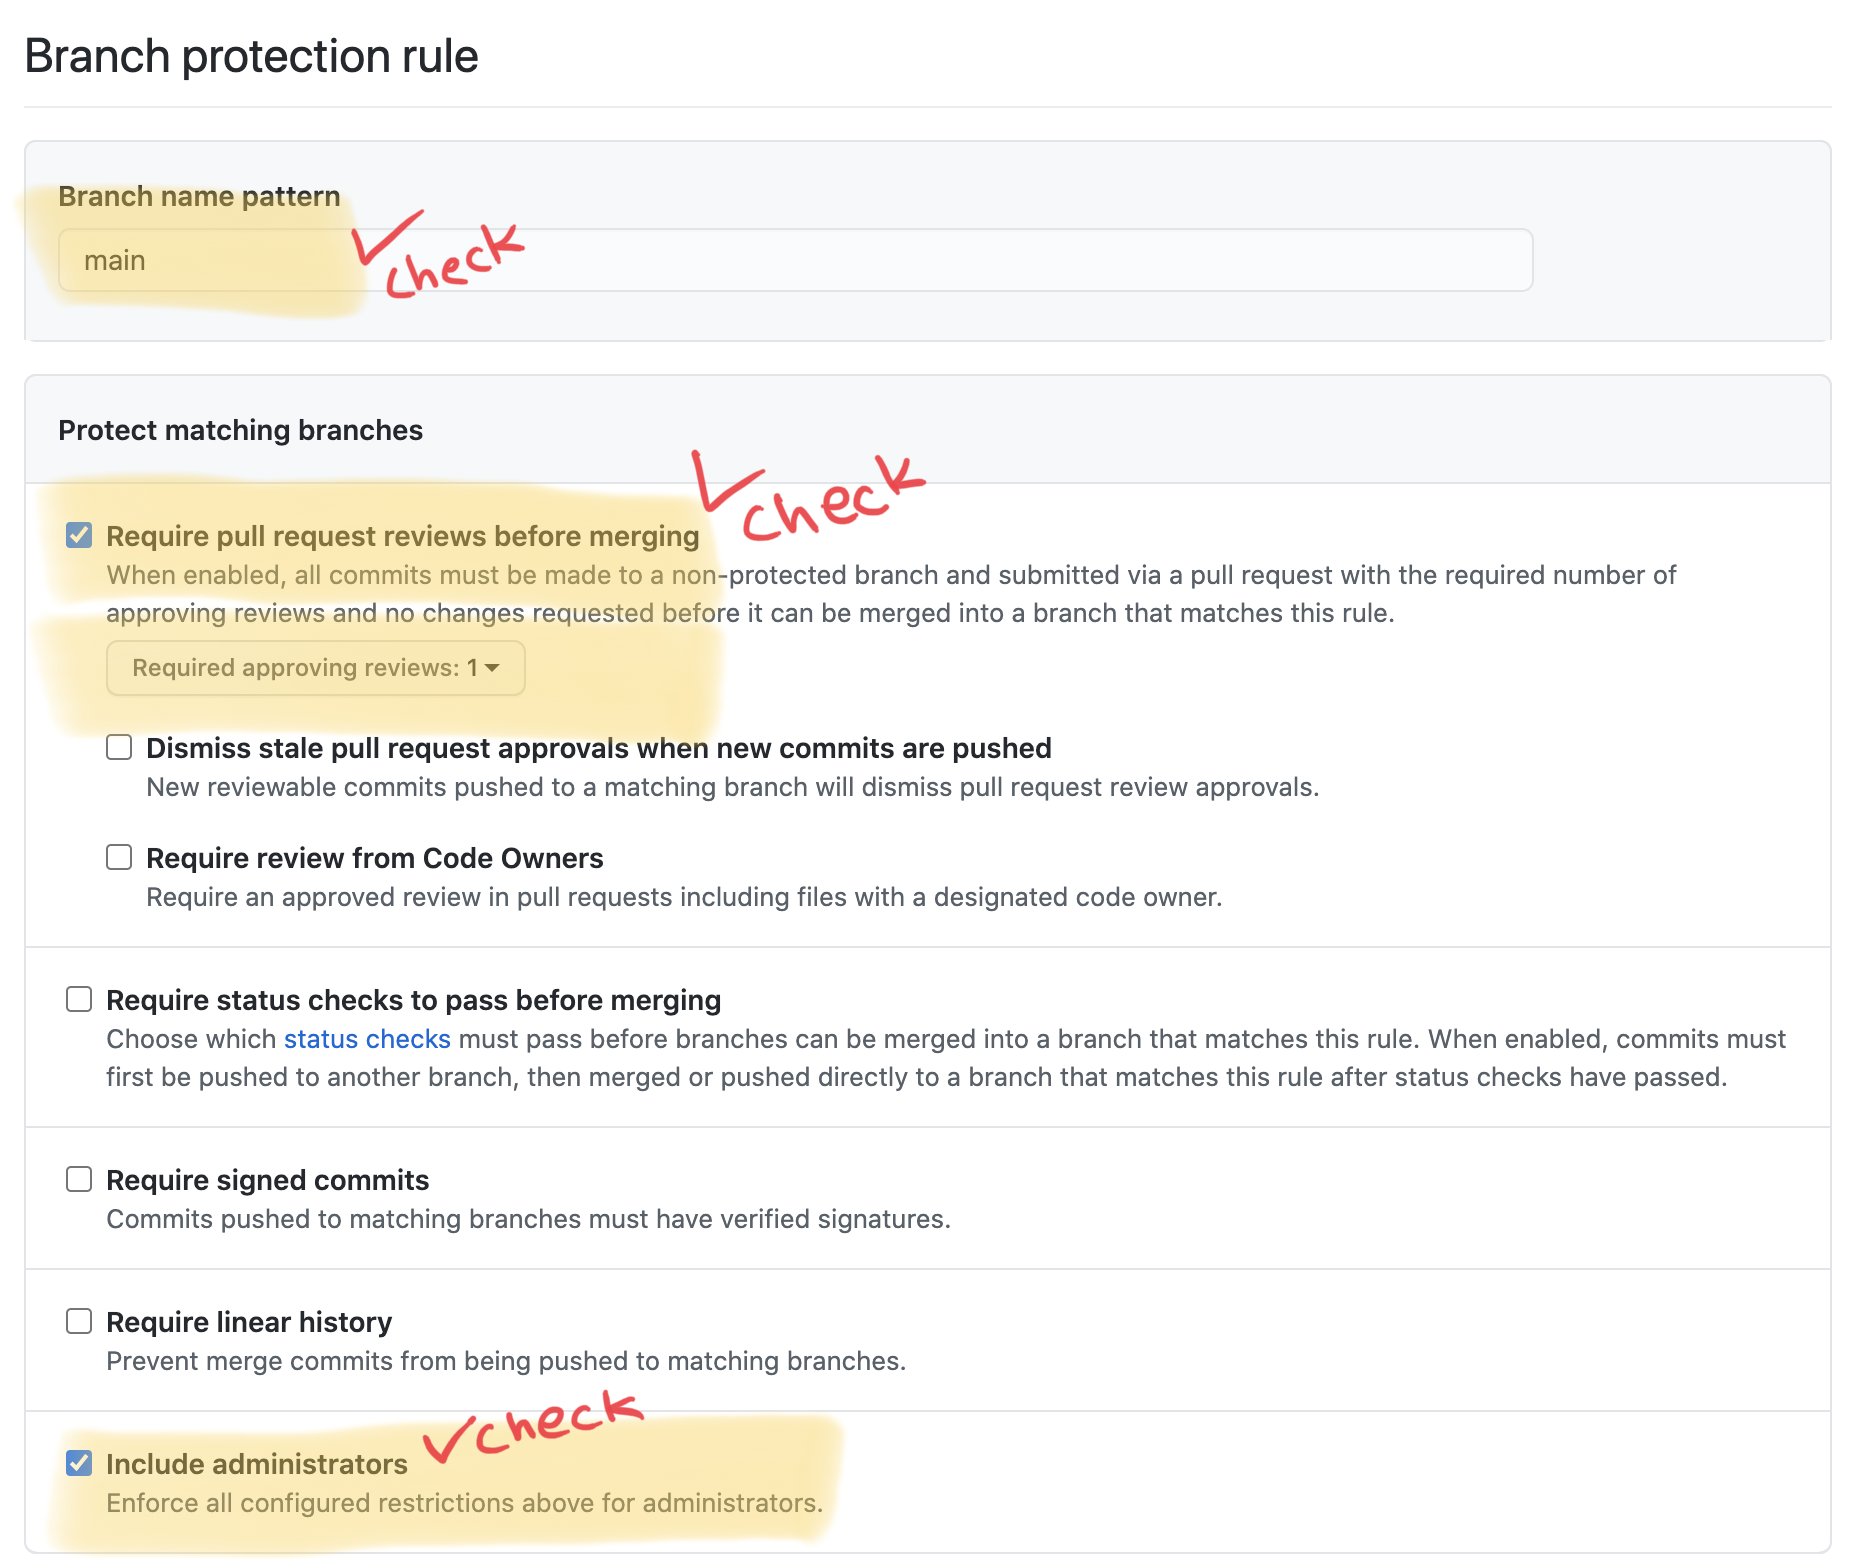 Branch protection rule
Branch name pattern
main
check
Protect matching branches
check
Require pull request reviews before merging
When enabled, all commits must be made to a non-protected branch and submitted via a pull request with the required number of
approving reviews and no changes requested before it can be merged into a branch that matches this rule.
Required approving reviews: 1
Dismiss stale pull request approvals when new commits are pushed
New reviewable commits pushed to a matching branch will dismiss pull request review approvals.
Require review from Code Owners
Require an approved review in pull requests including files with a designated code owner.
Require status checks to pass before merging
Choose which status checks must pass before branches can be merged into a branch that matches this rule. When enabled, commits must
first be pushed to another branch, then merged or pushed directly to a branch that matches this rule after status checks have passed.
Require signed commits
Commits pushed to matching branches must have verified signatures.
Require linear history
Prevent merge commits from being pushed to matching branches.
check
Include administrators
Enforce all configured restrictions above for administrators.